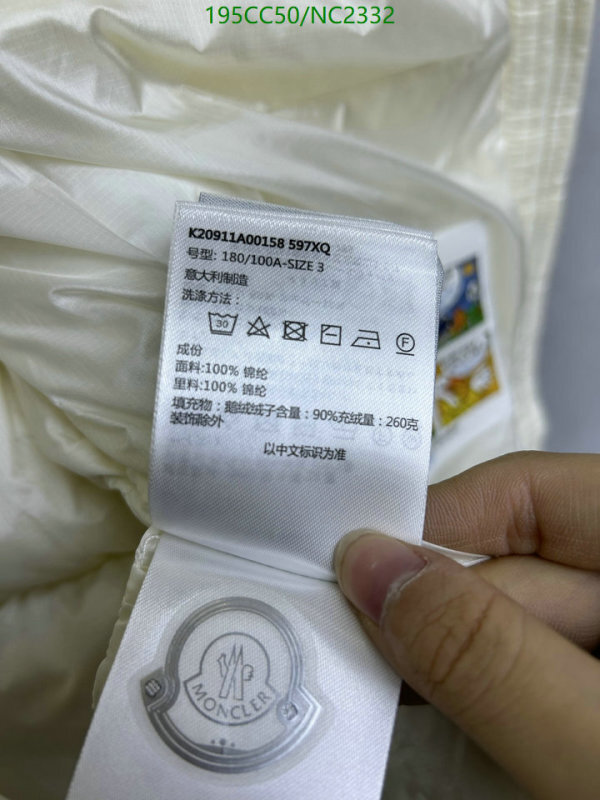 195CC50/NC2332
K20911A00158 597XQ
号型: 180/100A-SIZE 3
意大利制造
洗涤方法:
30
F
成份
面料:100% 锦纶
里料:100% 锦纶
填充物: 鹅绒绒子含量: 90%充绒量: 260克
装饰除外
以中文标识为准
MONCLER